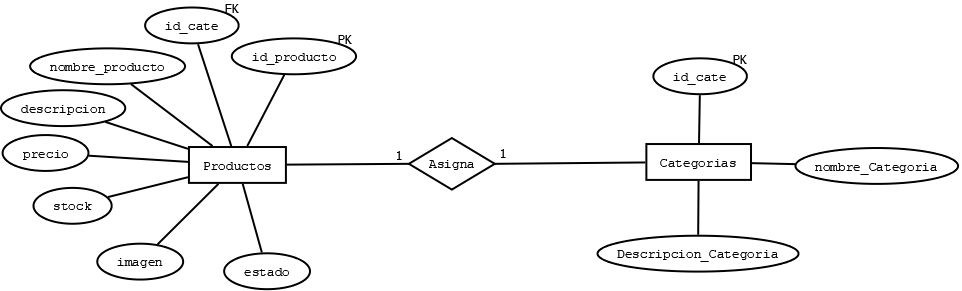 FK
id_cate
PK
id_producto
nombre_producto
descripcion
precio
stock
imagen
estado
Productos
1
Asigna
1
PK
id_cate
Categorias
nombre_Categoria
Descripcion_Categoria